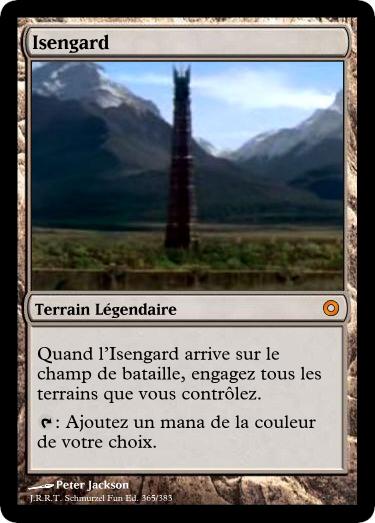 Isengard
Terrain Légendaire
Quand l'Isengard arrive sur le
champ de bataille, engagez tous les
terrains que vous contrôlez.
: Ajoutez un mana de la couleur
de votre choix.
Peter Jackson
J.R.R.T. Schmurzel Fun Ed. 365/383